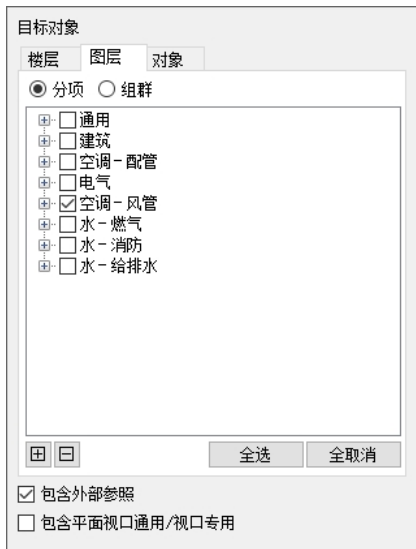 目标对象
楼层 图层 对象
分项 组群
通用
建筑
空调-配管
电气
空调-风管
水-燃气
水-消防
水-给排水
全选 全取消
包含外部参照
包含平面视口通用/视口专用